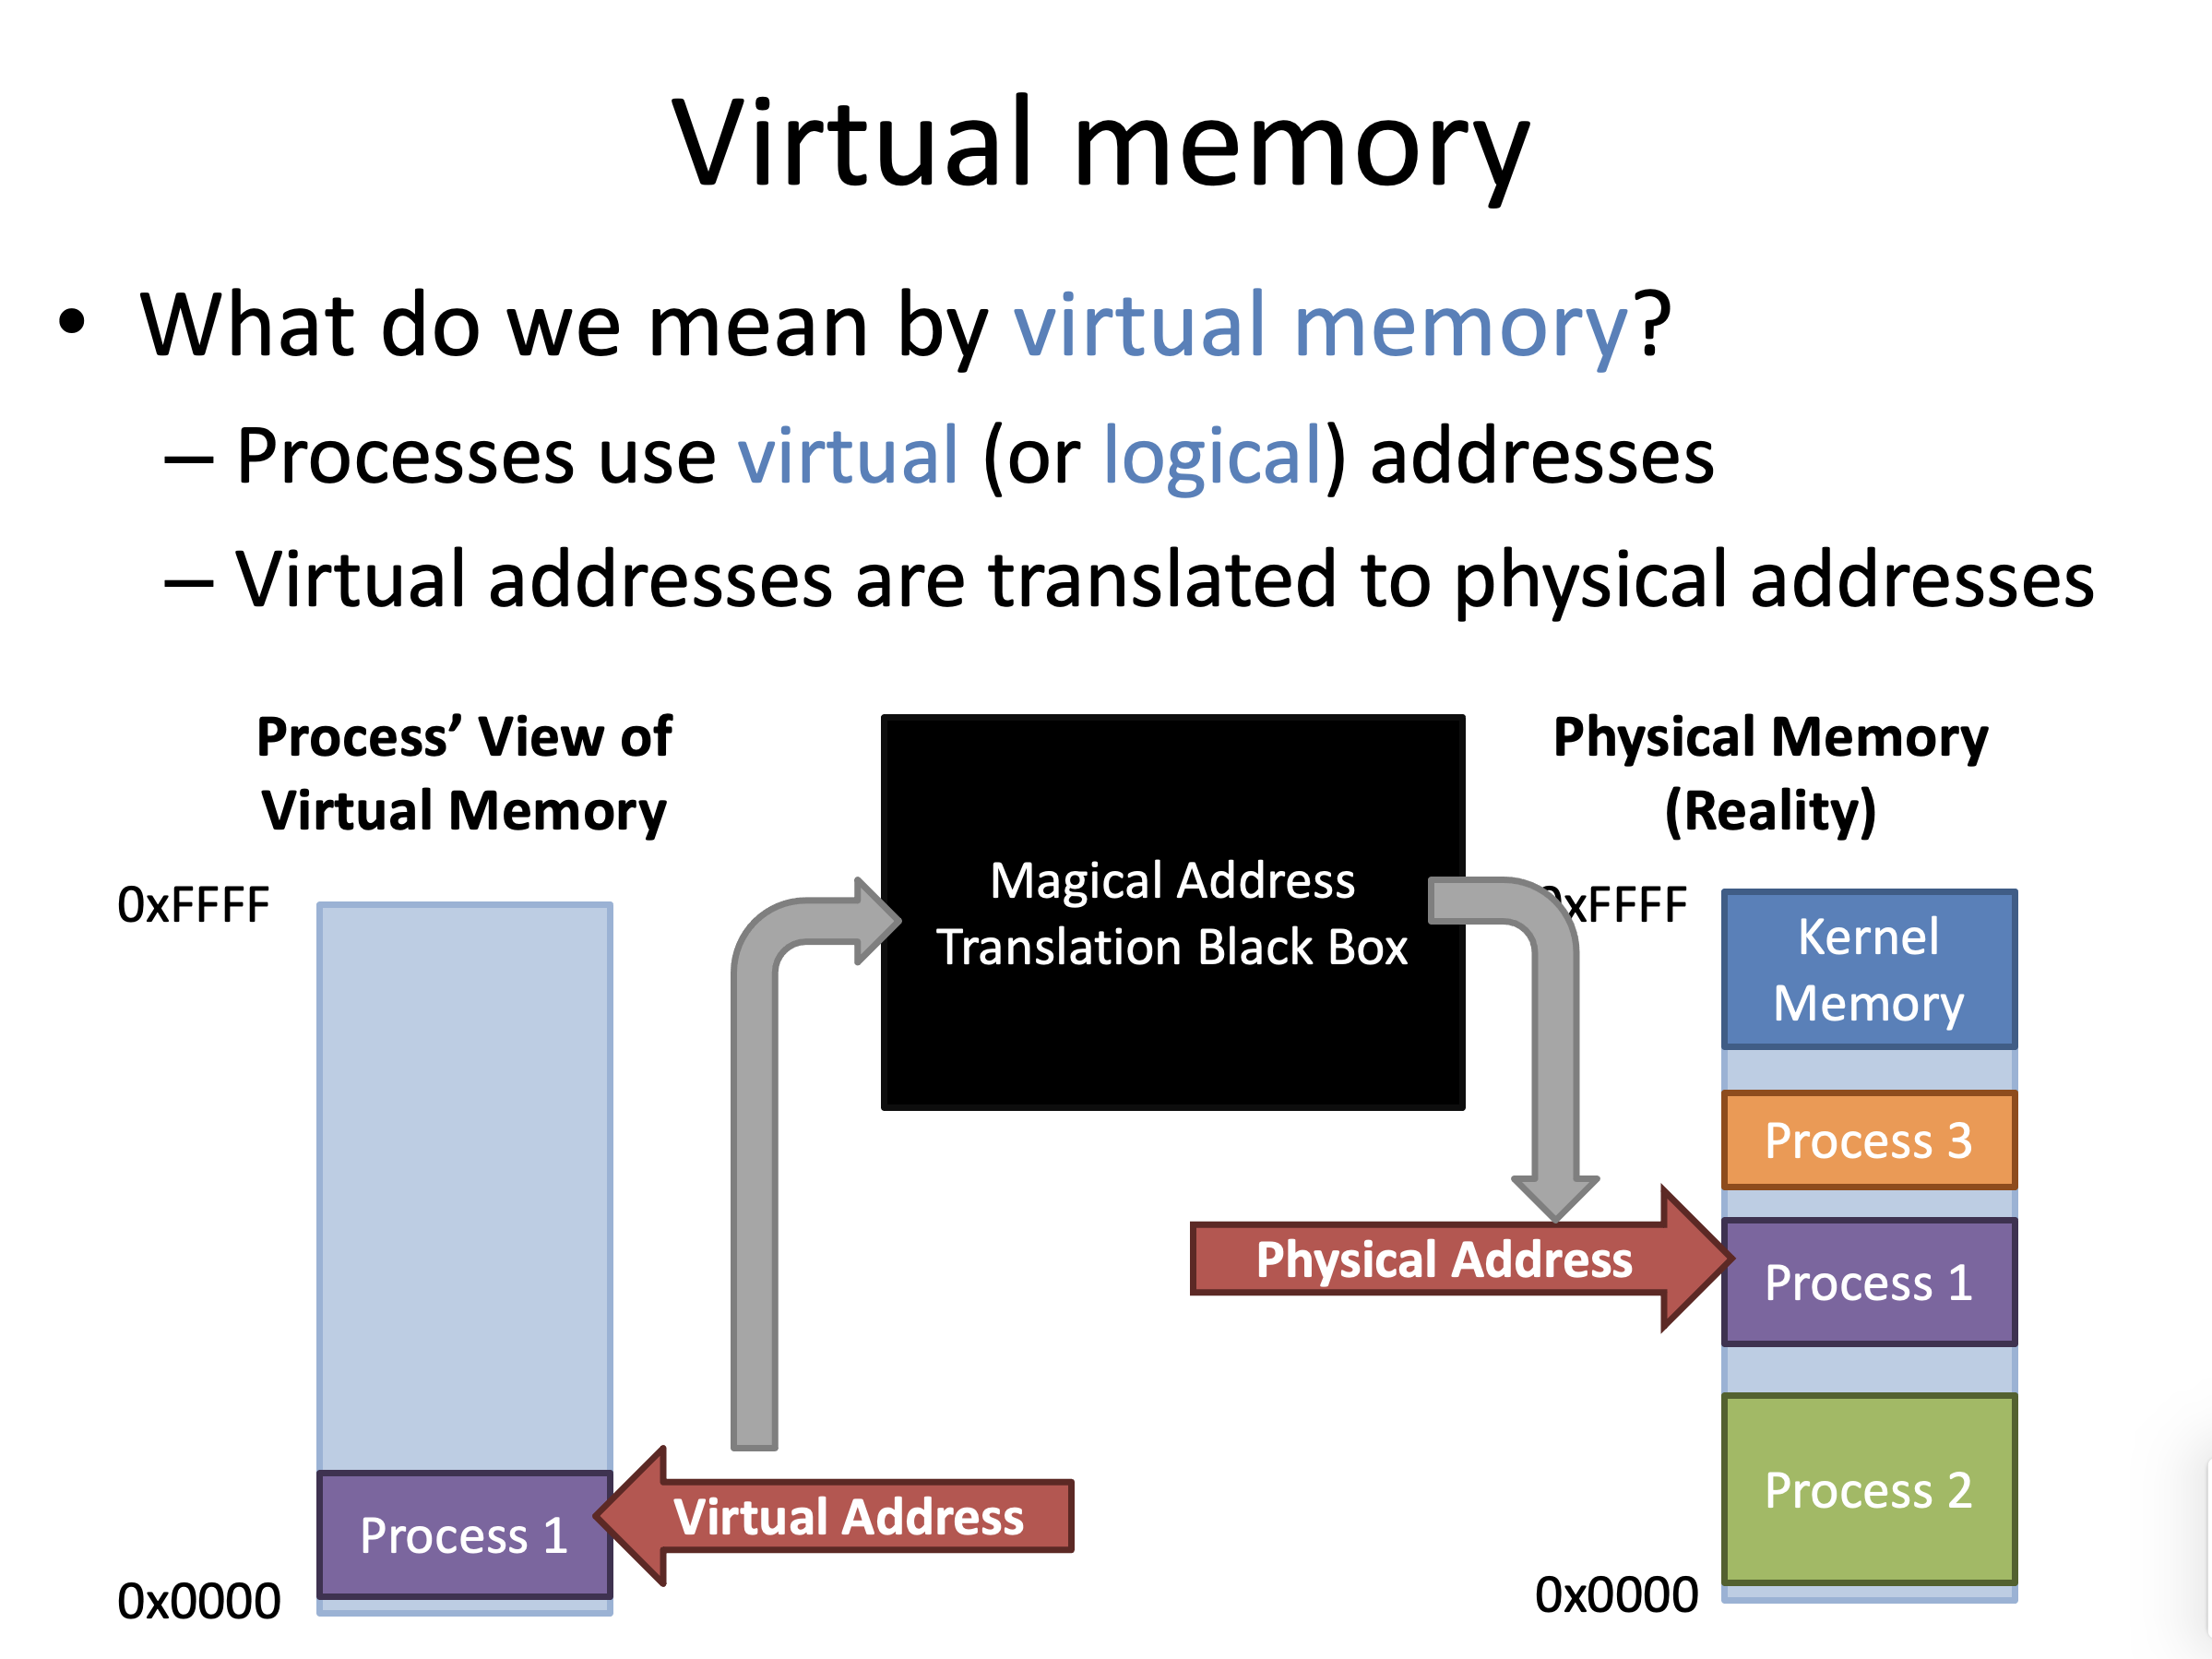 Virtual memory
• What do we mean by virtual memory?
– Processes use virtual (or logical) addresses
– Virtual addresses are translated to physical addresses
Process’ View of
Virtual Memory
0xFFFF
Process 1
0x0000
Virtual Address
Magical Address
Translation Black Box
Physical Address
Physical Memory
(Reality)
0xFFFF
Kernel
Memory
Process 3
Process 1
Process 2
0x0000